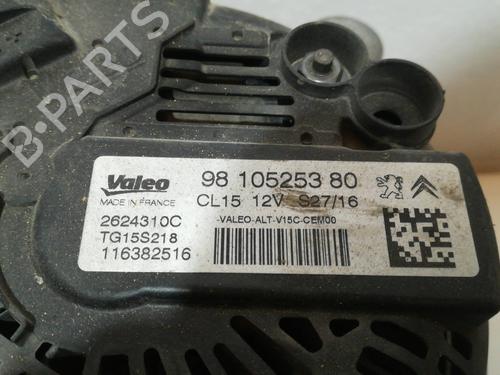 B-PARTS
Valeo
MADE IN FRANCE
98 105253 80
CL15 12V S27/16
2624310C
-VALEO-ALT-V15C-CEM00
TG15S218
116382516